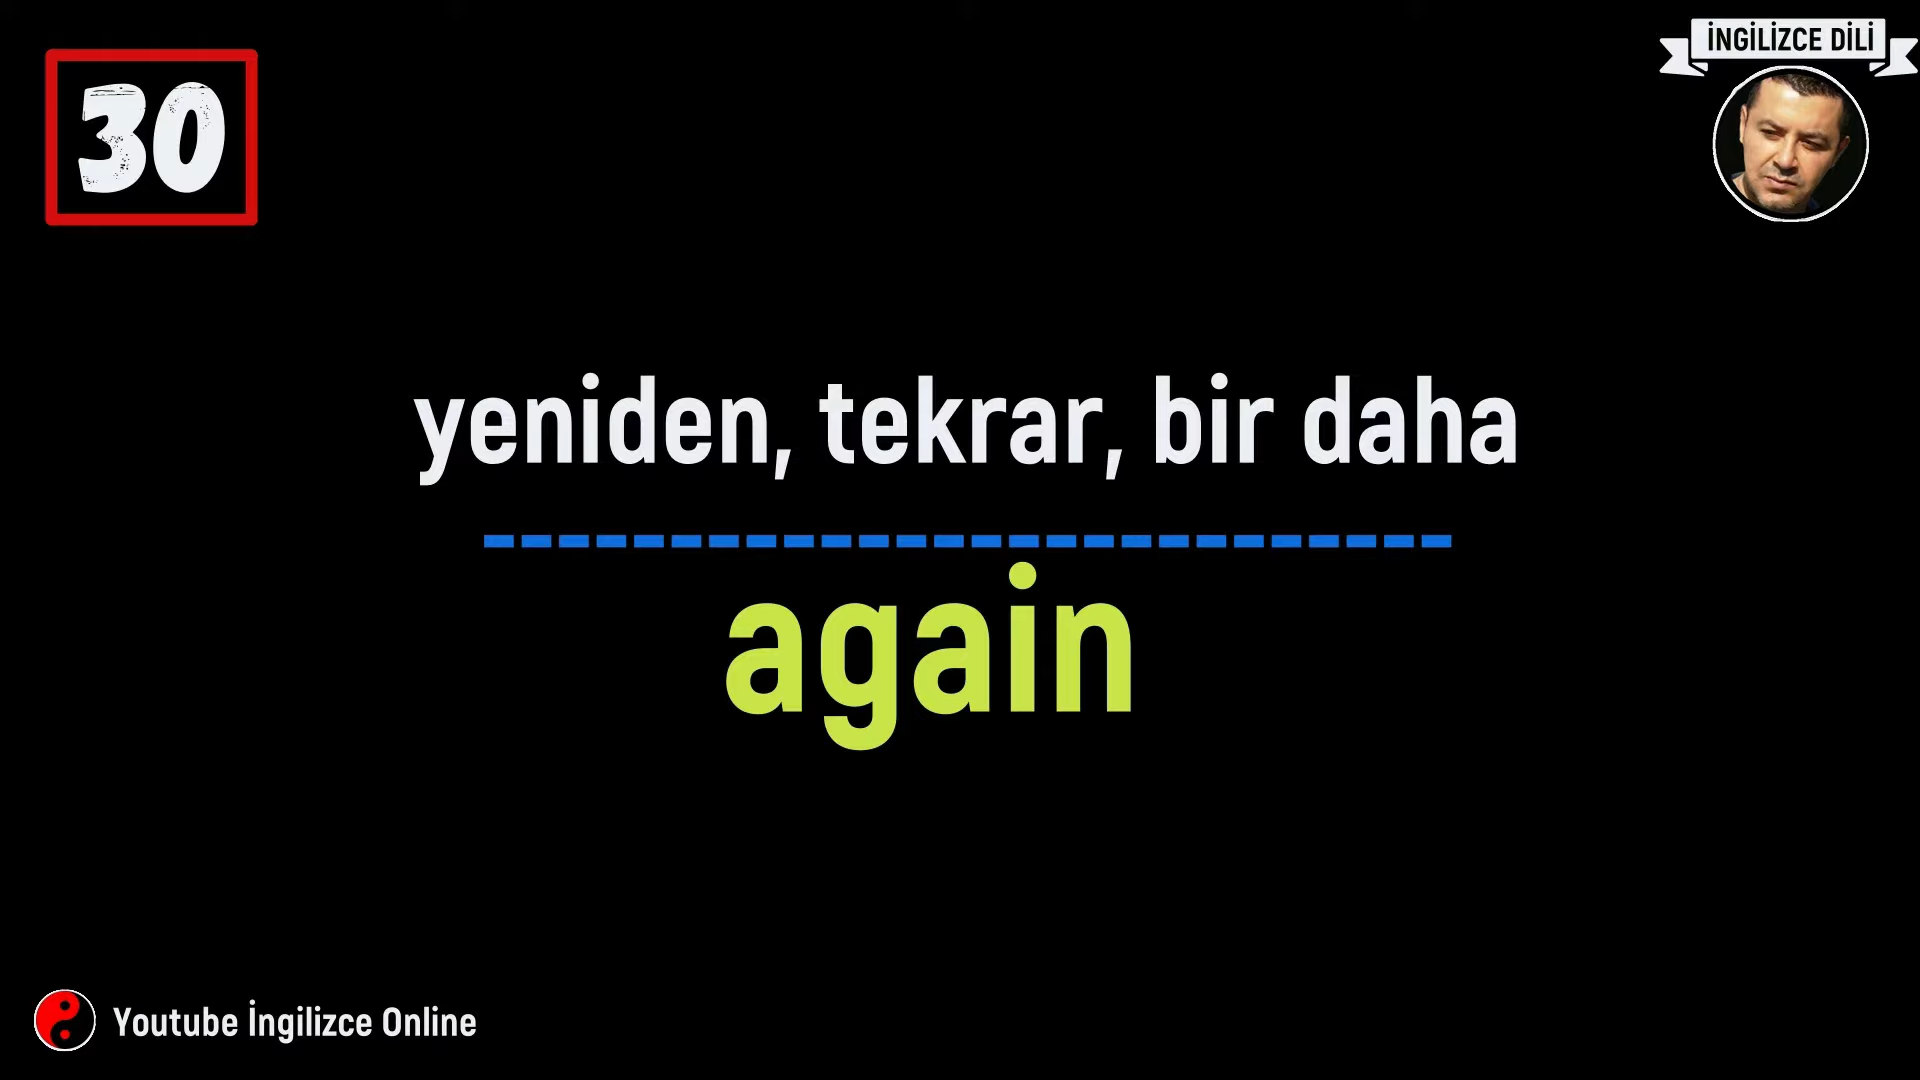 30
İNGİLİZCE DİLİ
yeniden, tekrar, bir daha
again
Youtube İngilizce Online